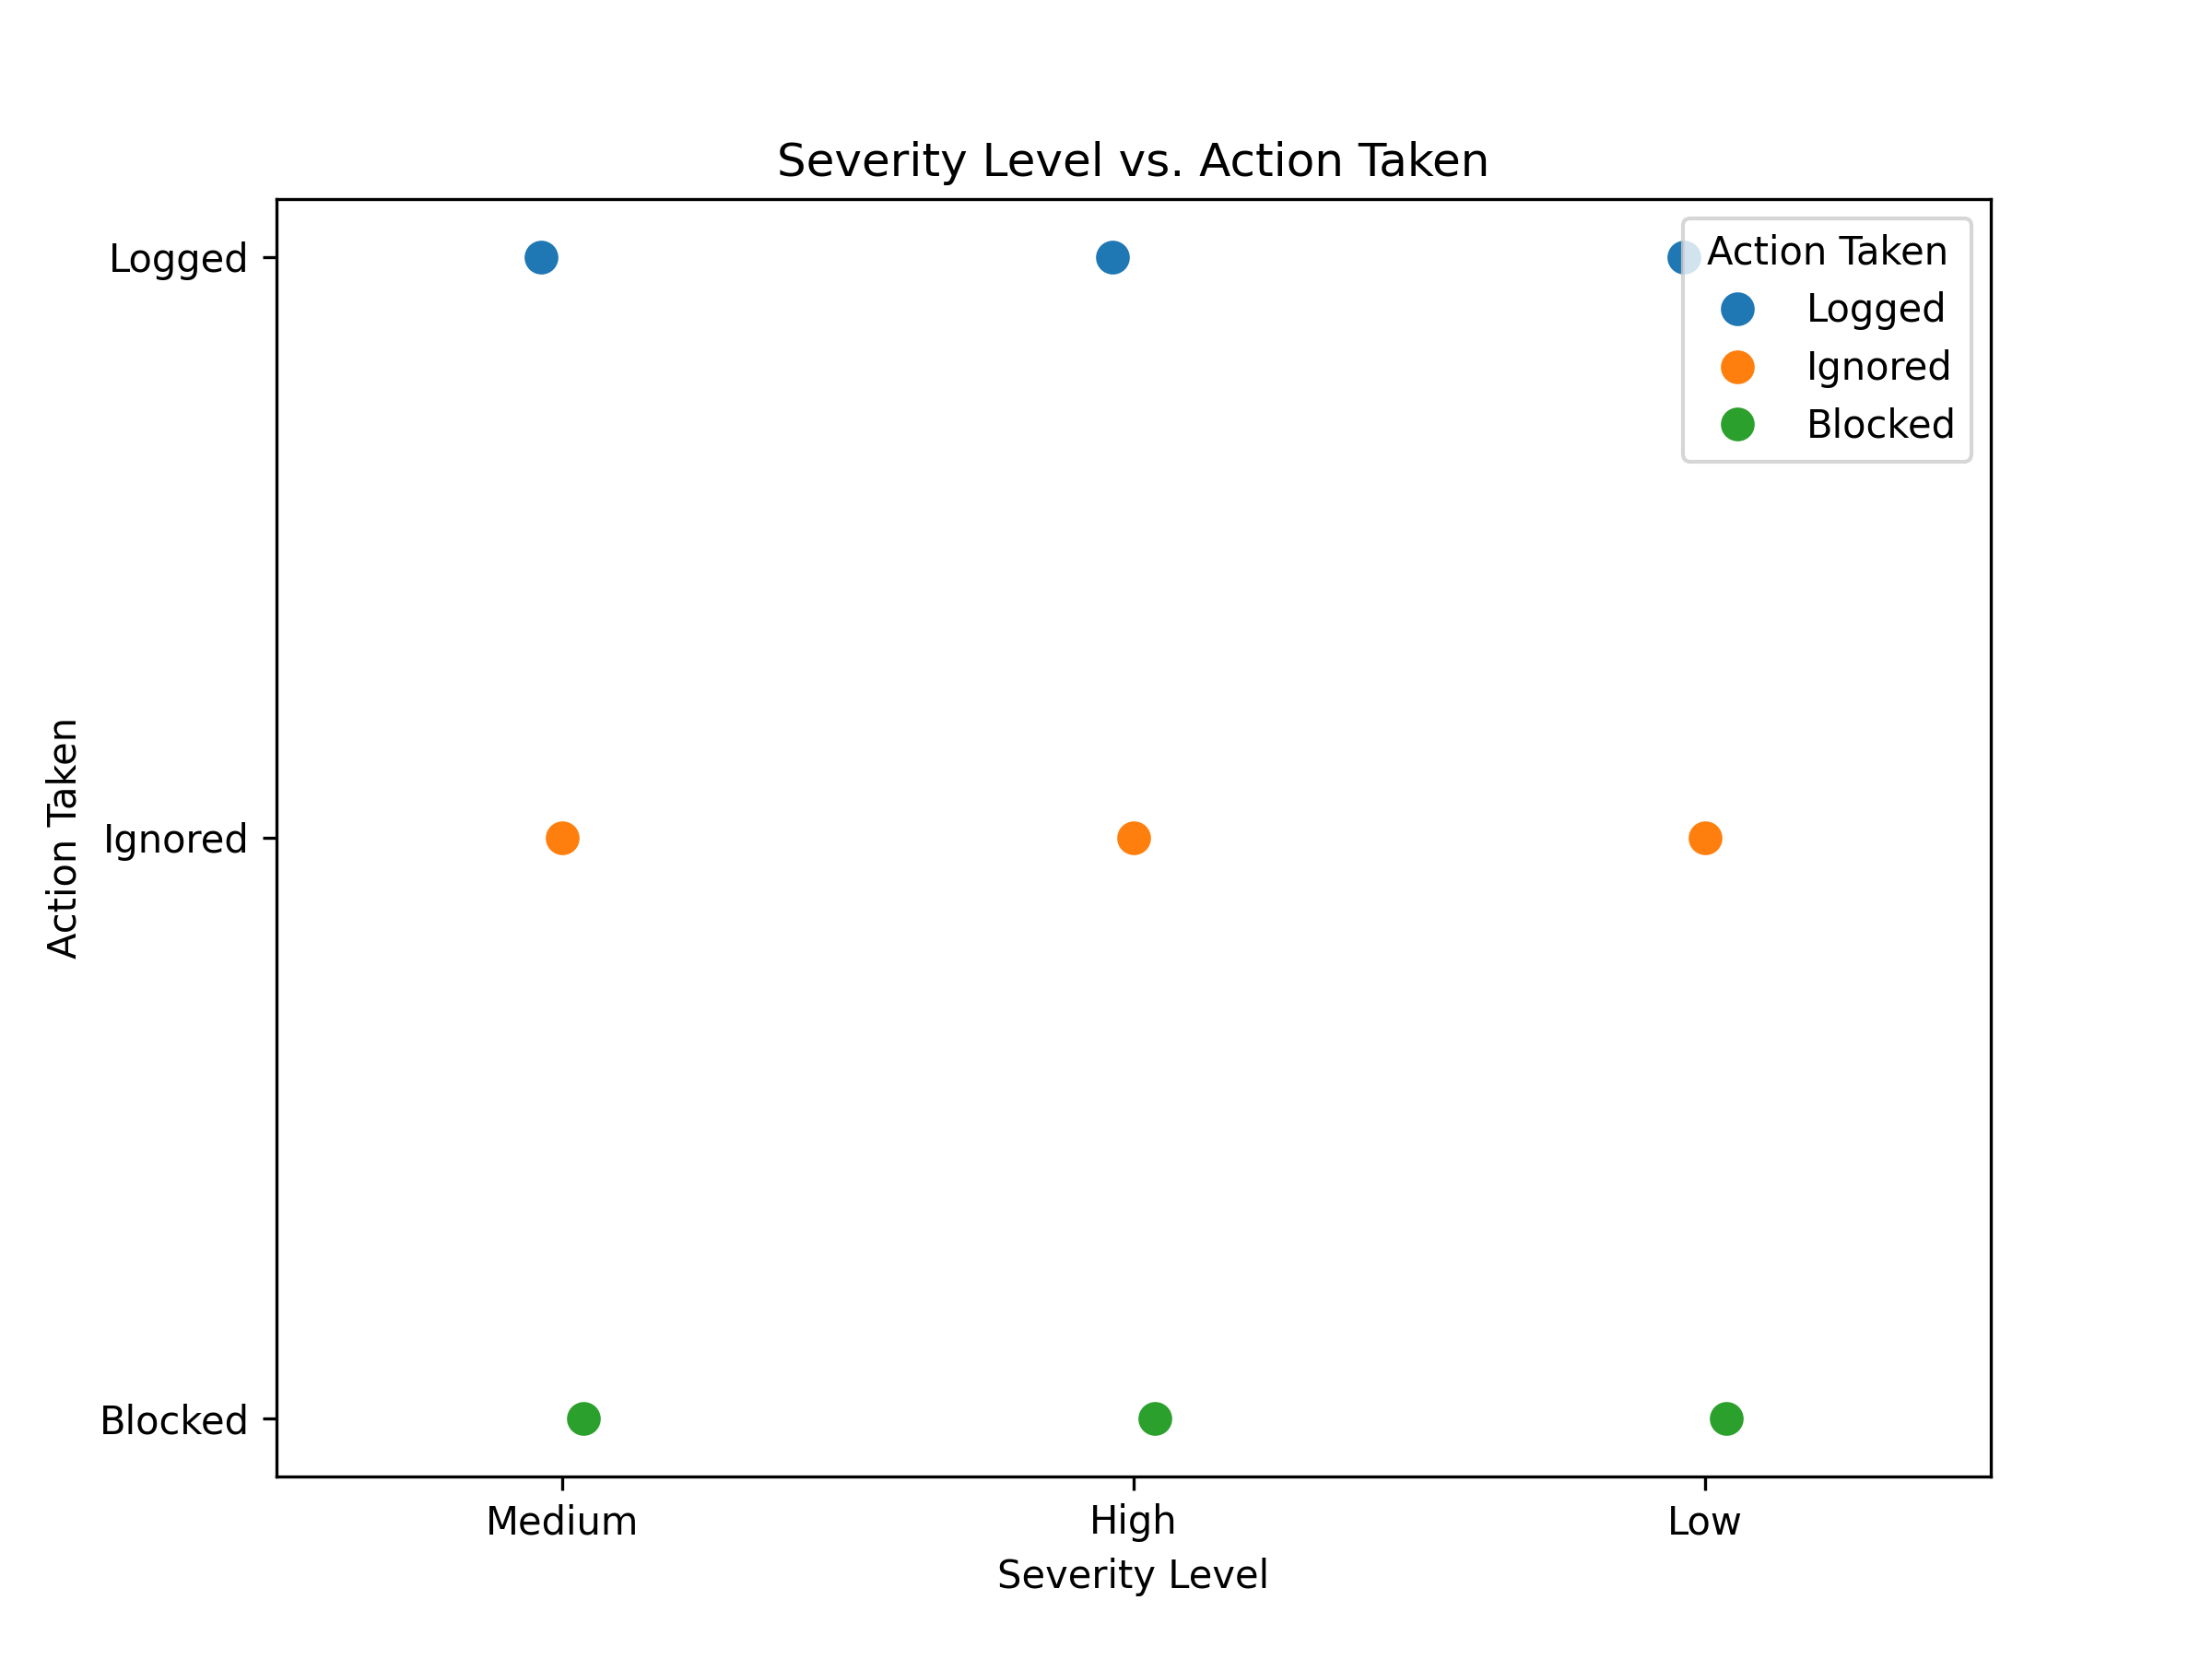 Severity Level vs. Action Taken
Action Taken
Logged
Ignored
Blocked
Action Taken
Logged
Ignored
Blocked
Medium
High
Low
Severity Level